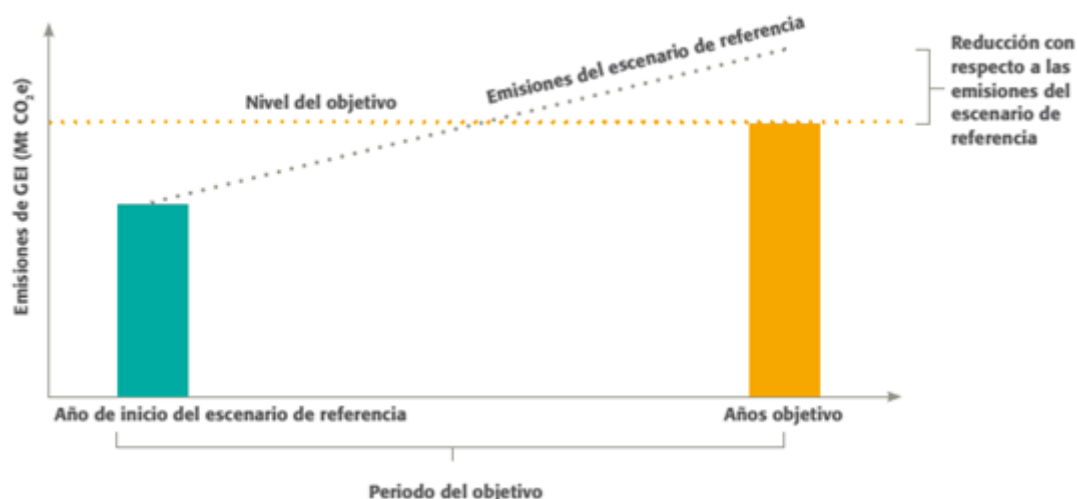 Emisiones de GEI (Mt CO₂e)
Nivel del objetivo
Emisiones del escenario de referencia
Reducción con
respecto a las
emisiones del
escenario de
referencia
Año de inicio del escenario de referencia
Años objetivo
Periodo del objetivo